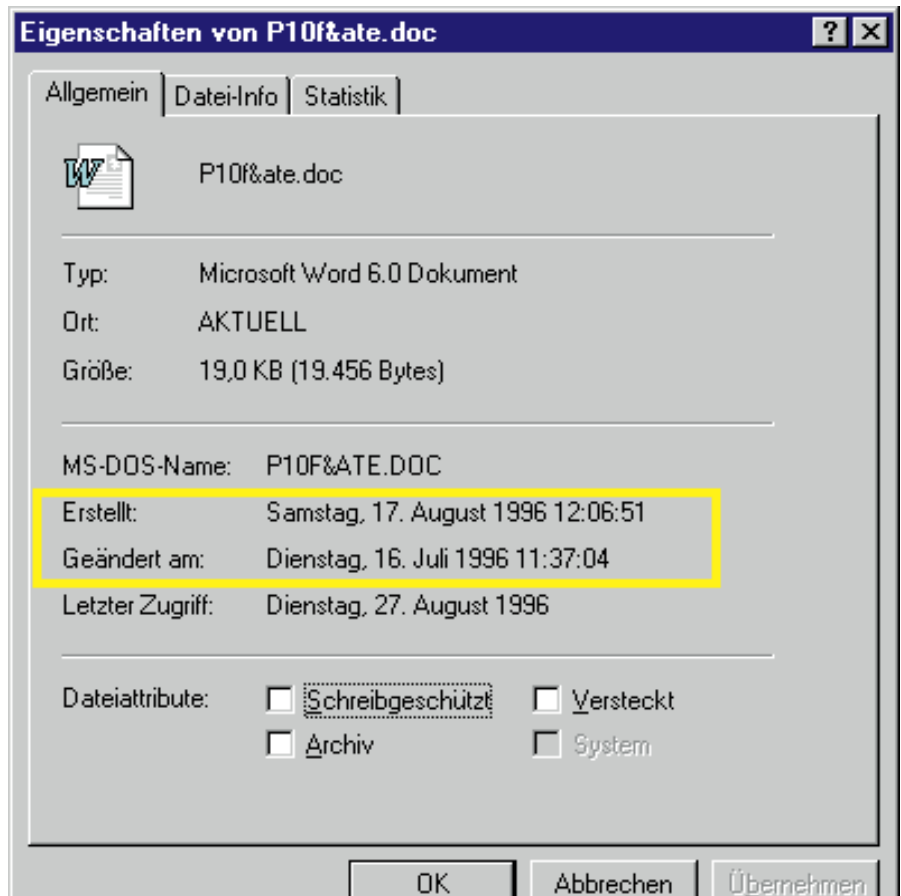 Eigenschaften von P10f&ate.doc
Allgemein Datei-Info Statistik
P10f&ate.doc
Typ: Microsoft Word 6.0 Dokument
Ort: AKTUELL
Größe: 19,0 KB (19.456 Bytes)
MS-DOS-Name: P10F&ATE.DOC
Erstellt: Samstag, 17. August 1996 12:06:51
Geändert am: Dienstag, 16. Juli 1996 11:37:04
Letzter Zugriff: Dienstag, 27. August 1996
Dateiattribute: Schreibgeschützt Versteckt
Archiv System
OK Abbrechen Übernehmen